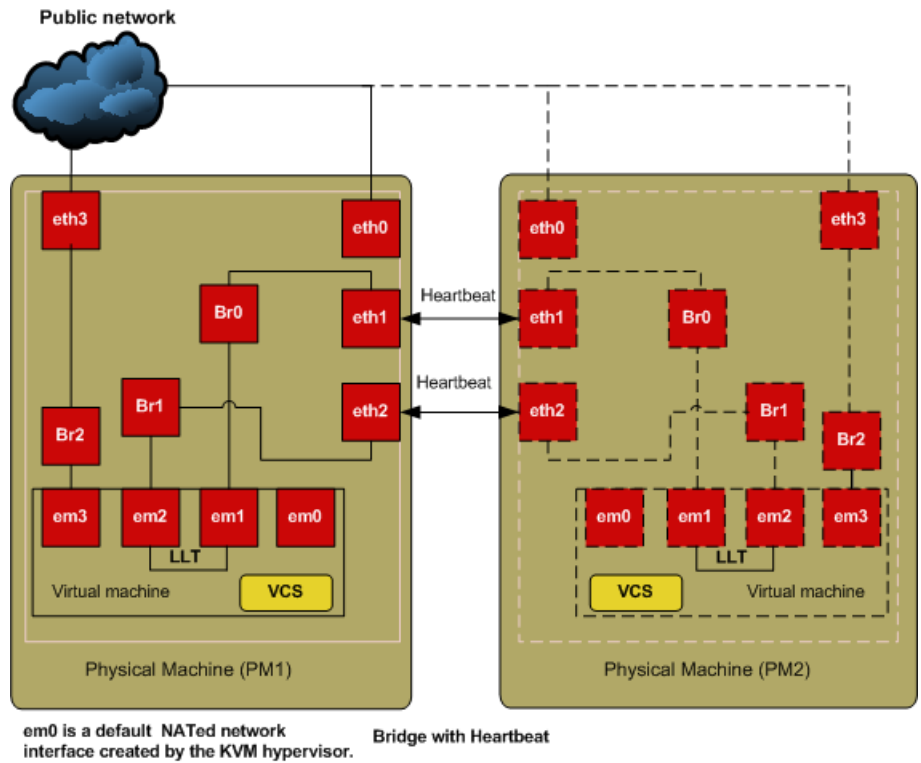 Public network
eth3
eth0
eth0
eth3
Br0
eth1
Heartbeat
eth1
Br0
Br1
eth2
Heartbeat
eth2
Br1
Br2
Br2
em3
em2
em1
em0
em0
em1
em2
em3
LLT
LLT
Virtual machine
VCS
VCS
Virtual machine
Physical Machine (PM1)
Physical Machine (PM2)
em0 is a default NATed network
interface created by the KVM hypervisor.
Bridge with Heartbeat